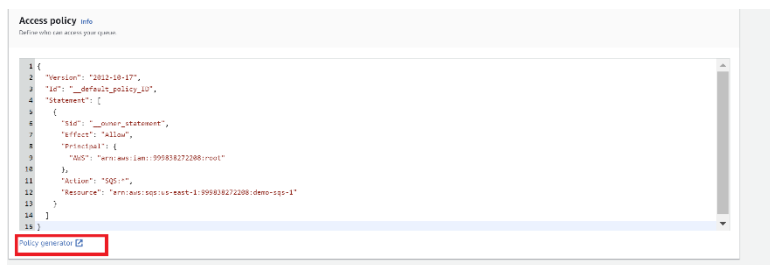 Access policy Info
Define who can access your queue.
1 {
2 "Version": "2012-10-17",
3 "Id": "__default_policy_ID",
4 "Statement": [
5 {
6 "Sid": "__owner_statement",
7 "Effect": "Allow",
8 "Principal": {
9 "AWS": "arn:aws:iam::999838272208:root"
10 },
11 "Action": "SQS:*",
12 "Resource": "arn:aws:sqs:us-east-1:999838272208:demo-sqs-1"
13 }
14 ]
15 }
Policy generator